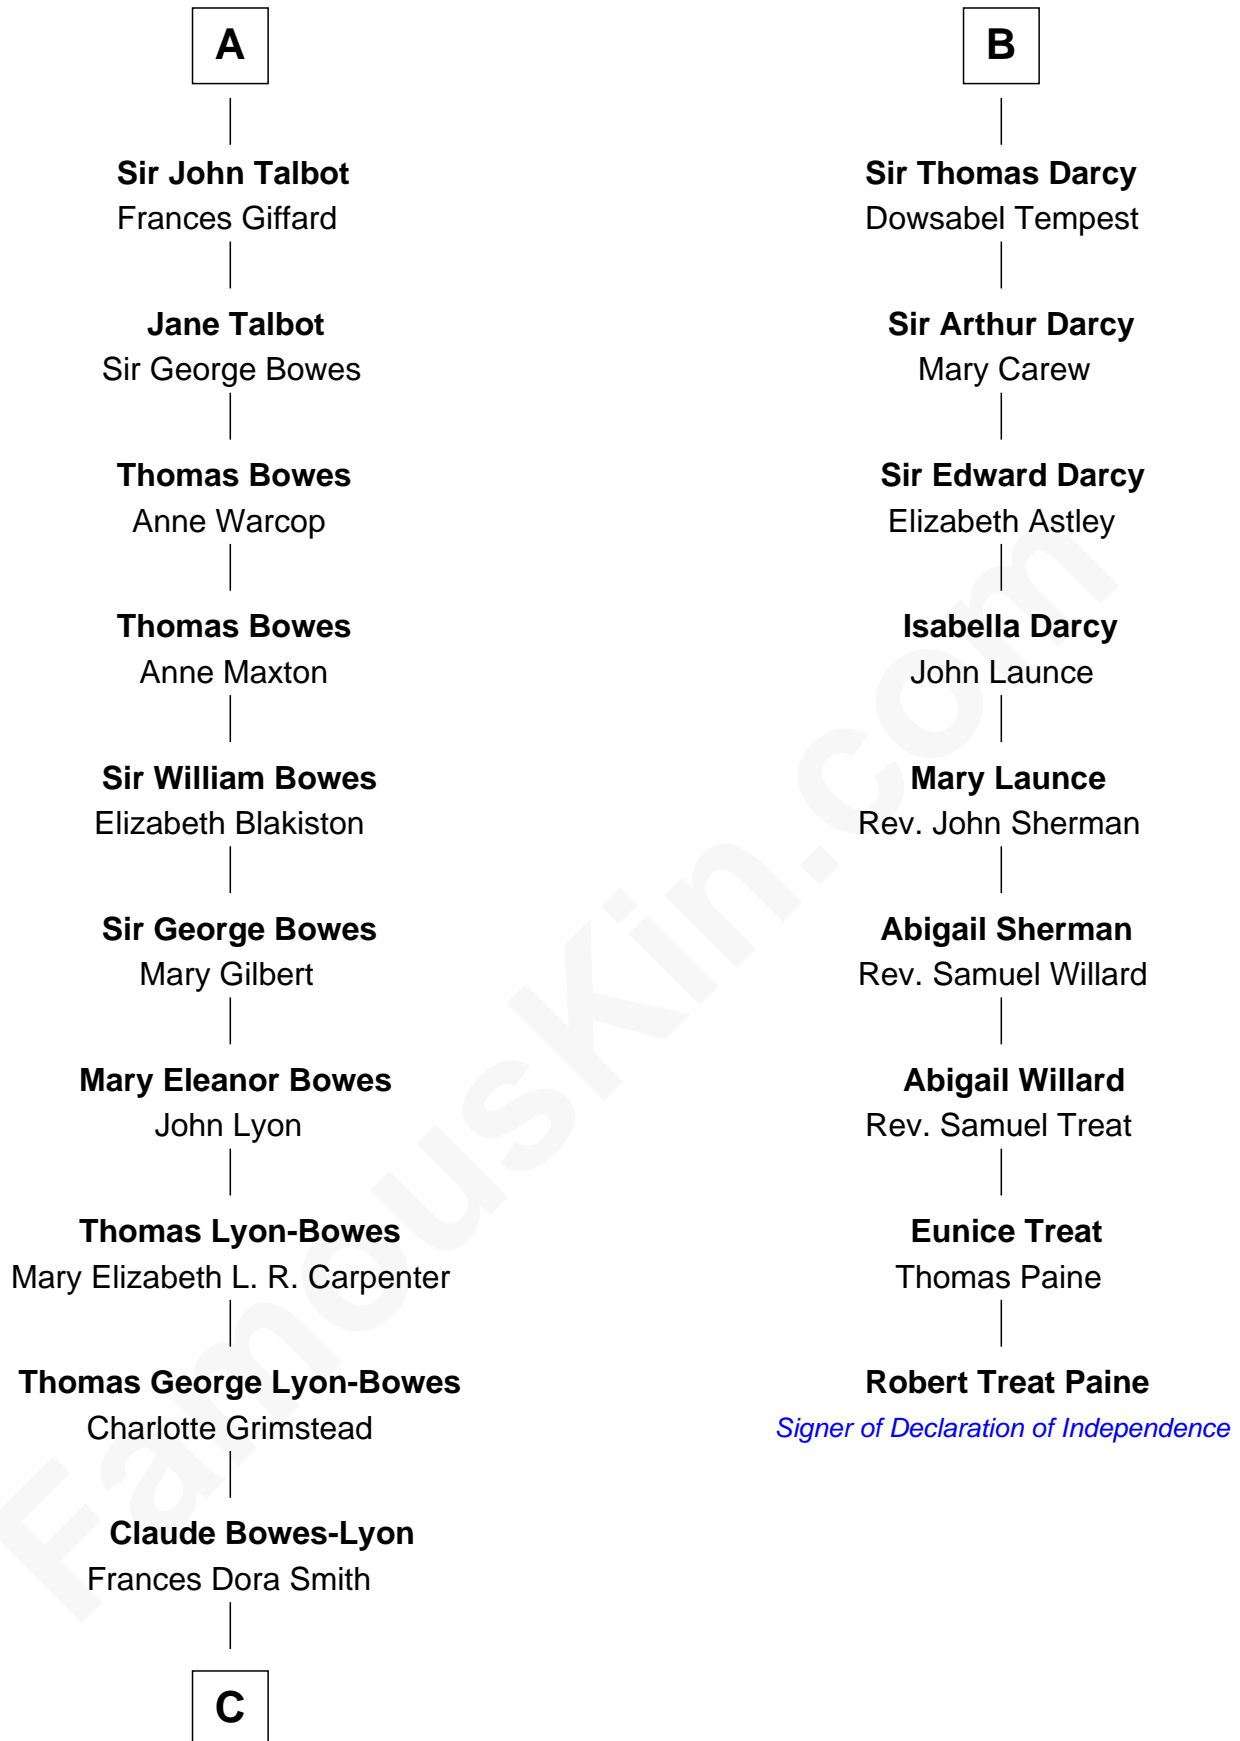 A
Sir John Talbot
Frances Giffard
Jane Talbot
Sir George Bowes
Thomas Bowes
Anne Warcop
Thomas Bowes
Anne Maxton
Sir William Bowes
Elizabeth Blakiston
Sir George Bowes
Mary Gilbert
Mary Eleanor Bowes
John Lyon
Thomas Lyon-Bowes
Mary Elizabeth L. R. Carpenter
Thomas George Lyon-Bowes
Charlotte Grimstead
Claude Bowes-Lyon
Frances Dora Smith
C
B
Sir Thomas Darcy
Dowsabel Tempest
Sir Arthur Darcy
Mary Carew
Sir Edward Darcy
Elizabeth Astley
Isabella Darcy
John Launce
Mary Launce
Rev. John Sherman
Abigail Sherman
Rev. Samuel Willard
Abigail Willard
Rev. Samuel Treat
Eunice Treat
Thomas Paine
Robert Treat Paine
Signer of Declaration of Independence
FamousKin.com